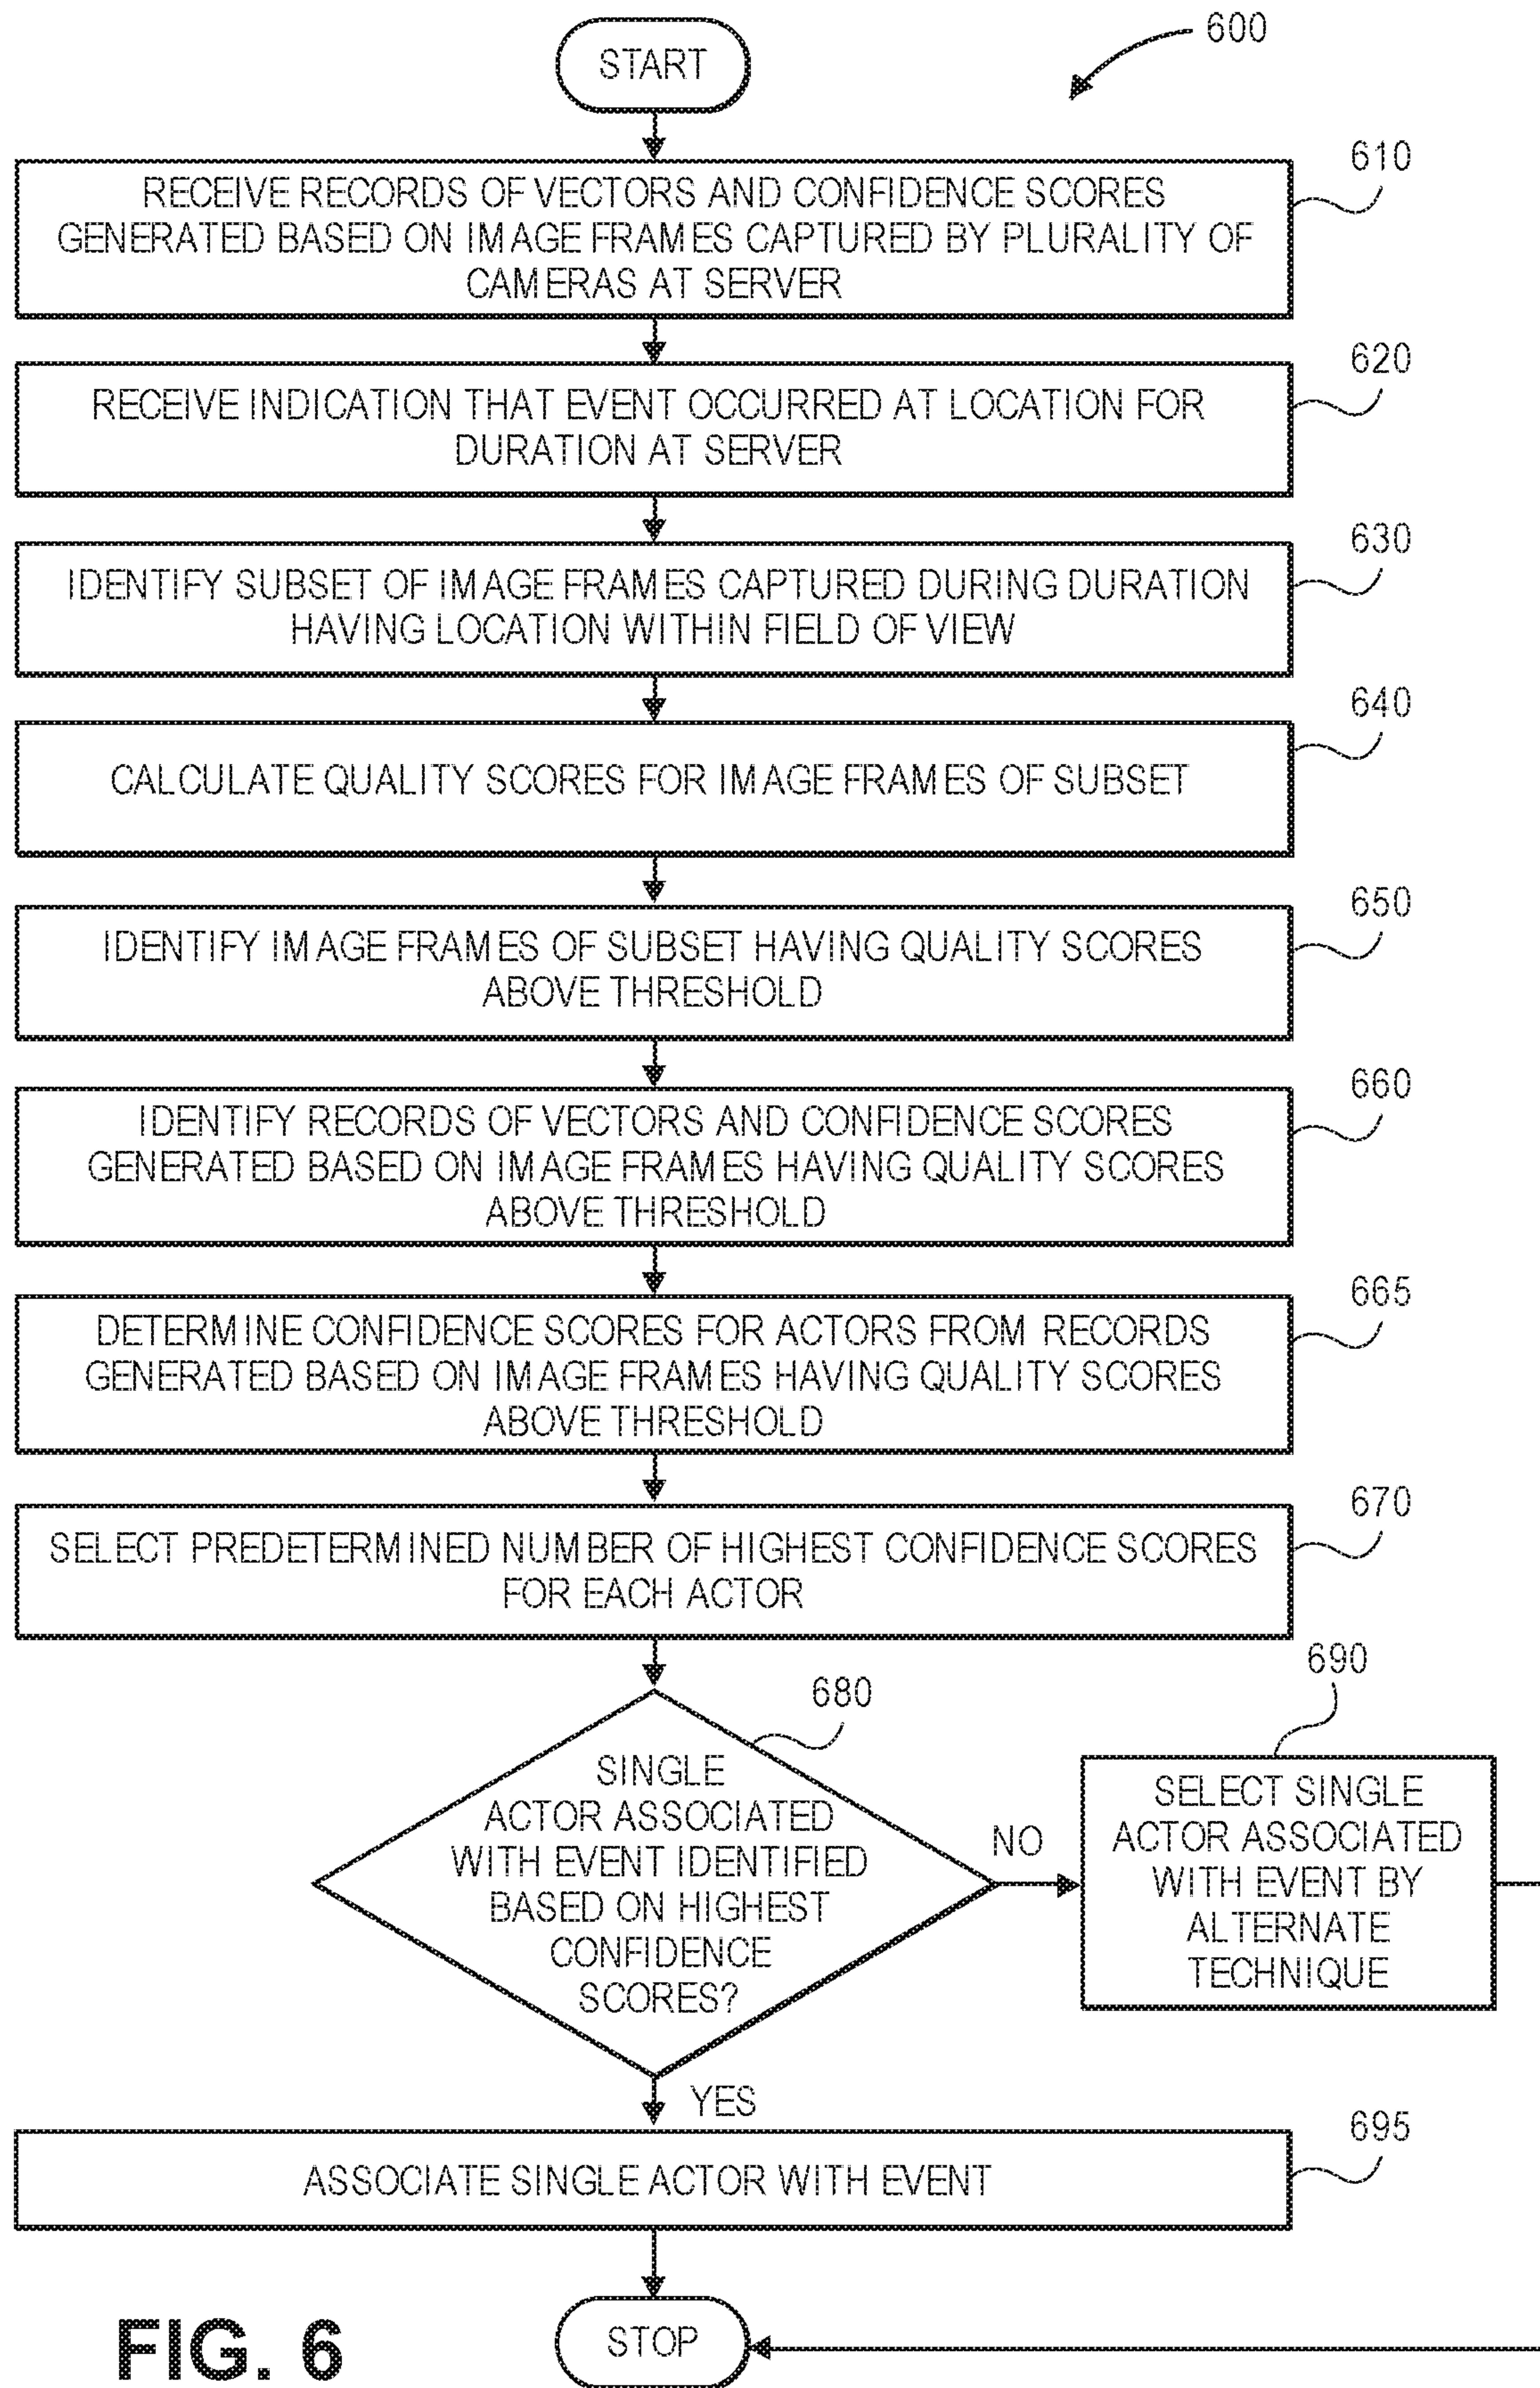 START
600
RECEIVE RECORDS OF VECTORS AND CONFIDENCE SCORES
GENERATED BASED ON IMAGE FRAMES CAPTURED BY PLURALITY OF
CAMERAS AT SERVER
610
RECEIVE INDICATION THAT EVENT OCCURRED AT LOCATION FOR
DURATION AT SERVER
620
IDENTIFY SUBSET OF IMAGE FRAMES CAPTURED DURING DURATION
HAVING LOCATION WITHIN FIELD OF VIEW
630
CALCULATE QUALITY SCORES FOR IMAGE FRAMES OF SUBSET
640
IDENTIFY IMAGE FRAMES OF SUBSET HAVING QUALITY SCORES
ABOVE THRESHOLD
650
IDENTIFY RECORDS OF VECTORS AND CONFIDENCE SCORES
GENERATED BASED ON IMAGE FRAMES HAVING QUALITY SCORES
ABOVE THRESHOLD
660
DETERMINE CONFIDENCE SCORES FOR ACTORS FROM RECORDS
GENERATED BASED ON IMAGE FRAMES HAVING QUALITY SCORES
ABOVE THRESHOLD
665
SELECT PREDETERMINED NUMBER OF HIGHEST CONFIDENCE SCORES
FOR EACH ACTOR
670
SINGLE
ACTOR ASSOCIATED
WITH EVENT IDENTIFIED
BASED ON HIGHEST
CONFIDENCE
SCORES?
680
NO
SELECT SINGLE
ACTOR ASSOCIATED
WITH EVENT BY
ALTERNATE
TECHNIQUE
690
YES
ASSOCIATE SINGLE ACTOR WITH EVENT
695
STOP
FIG. 6